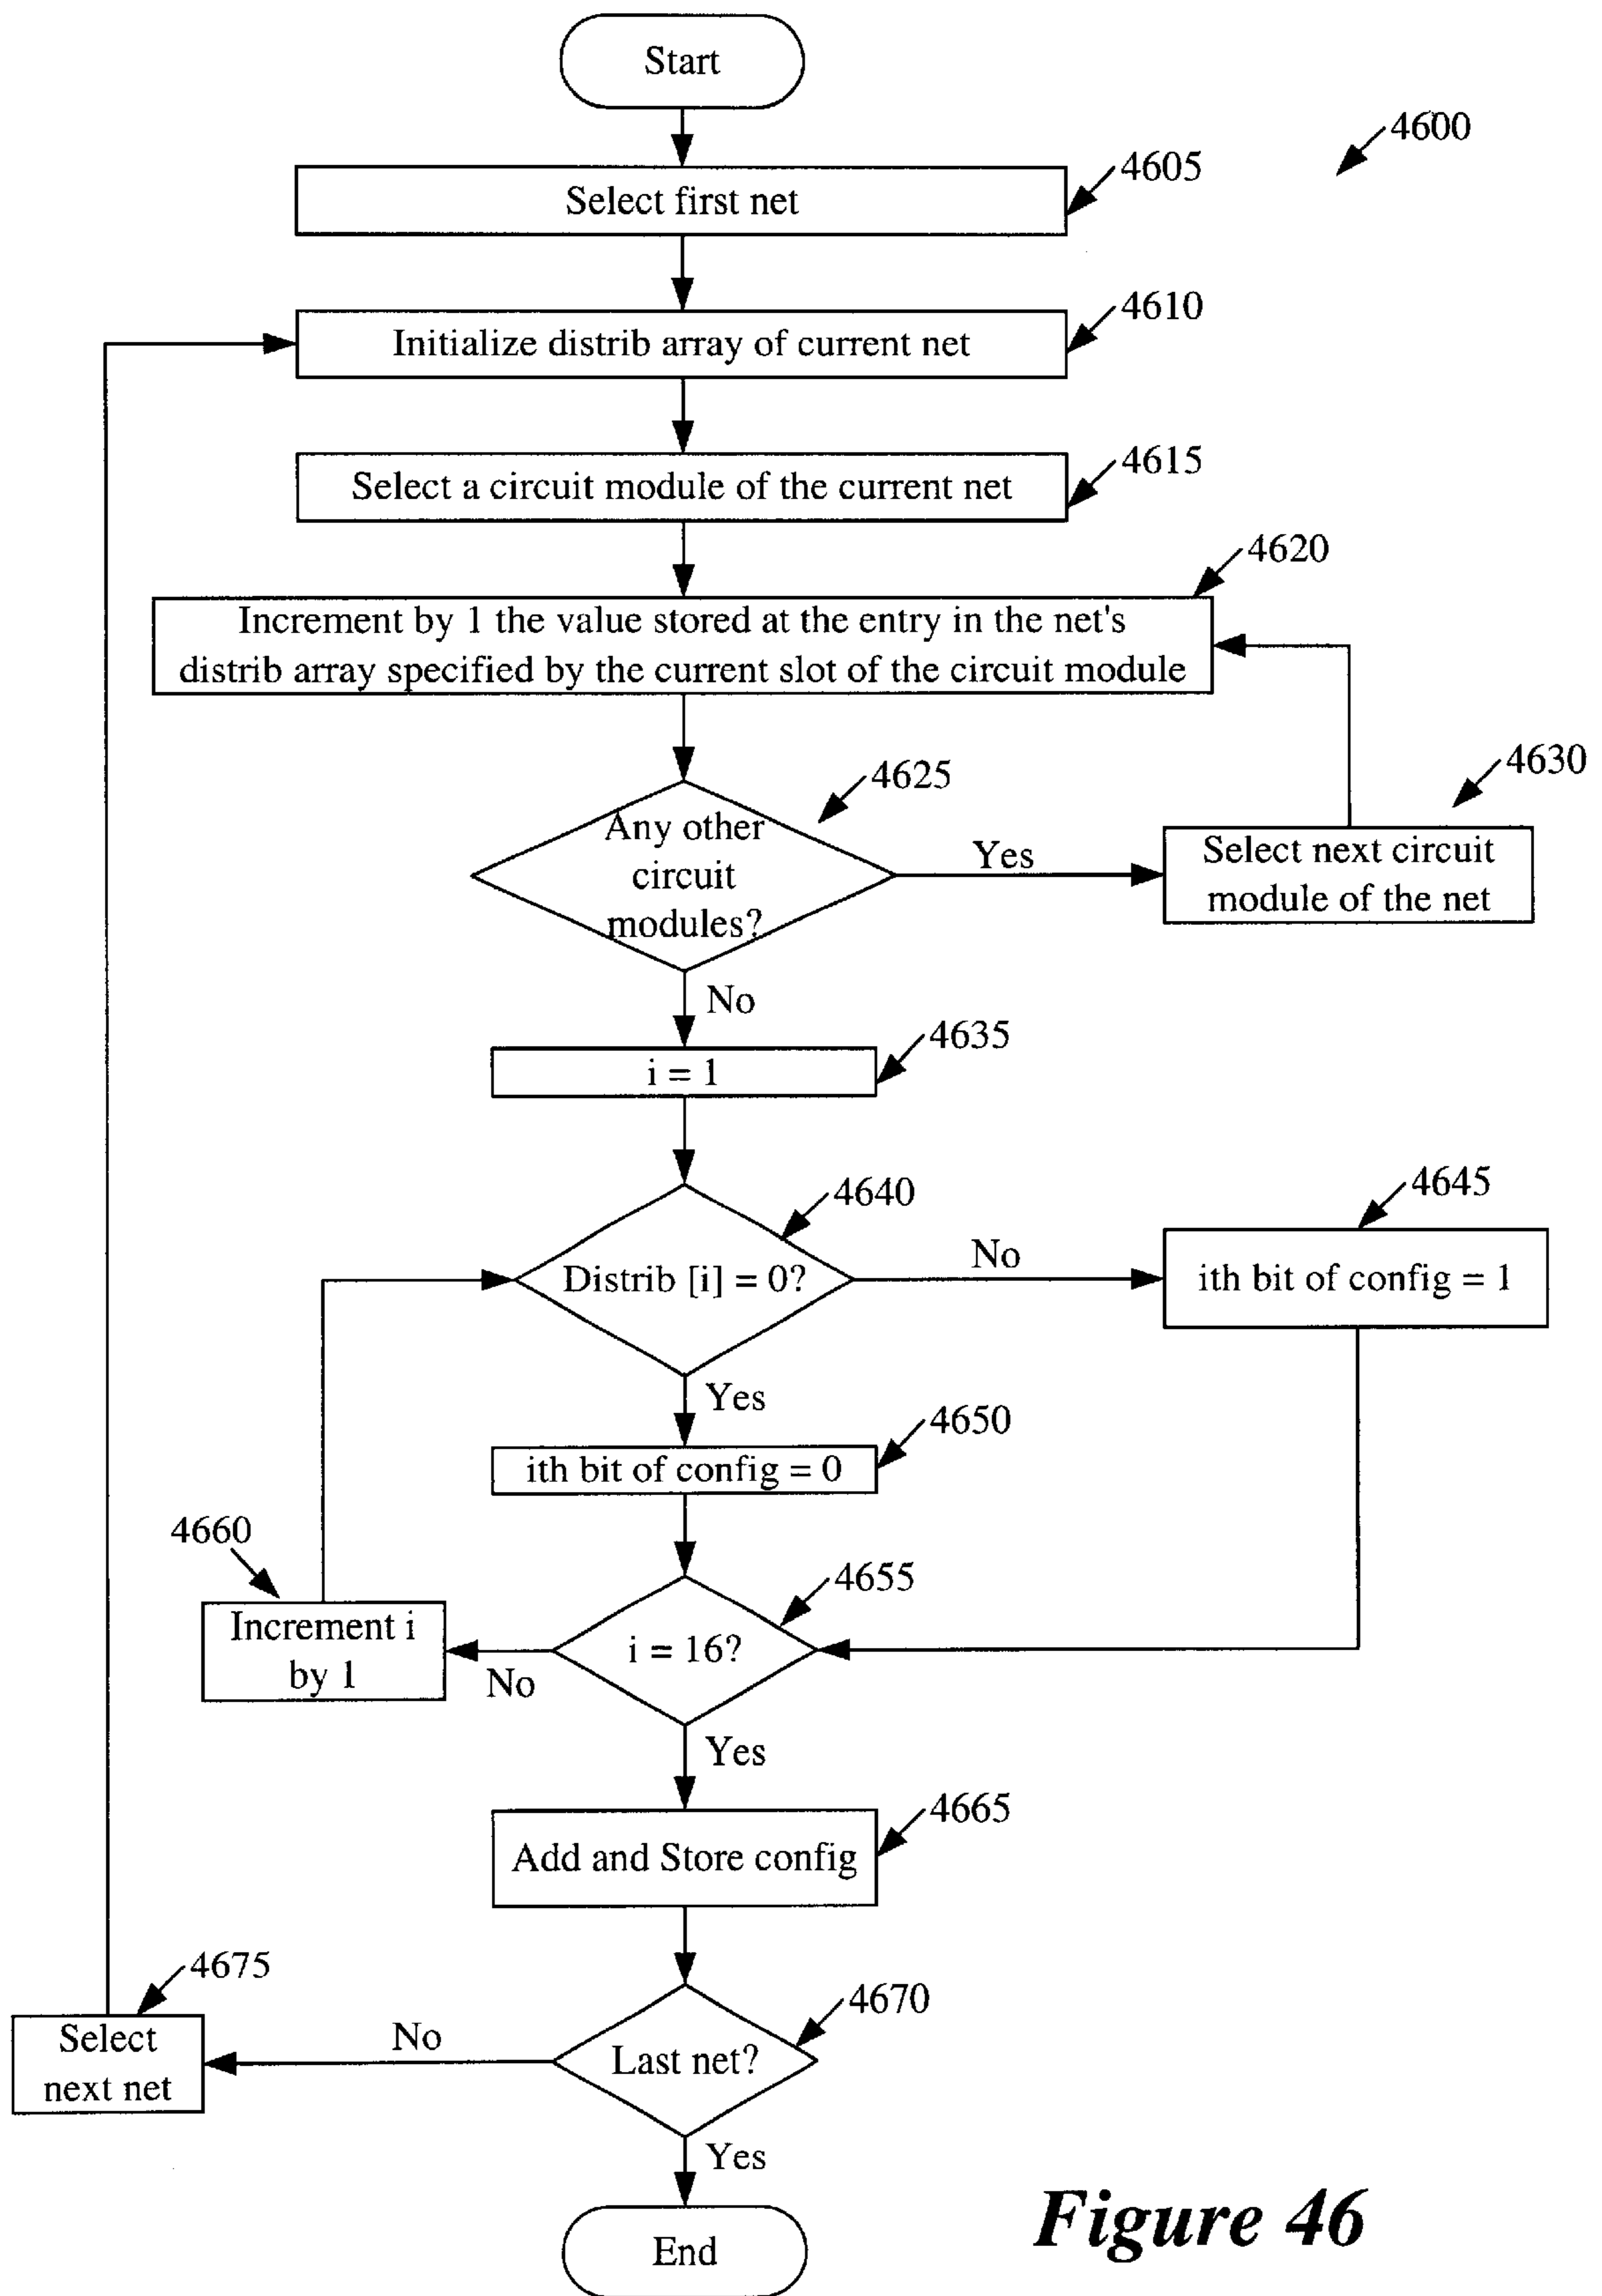 Start
4600
4605
Select first net
4610
Initialize distrib array of current net
4615
Select a circuit module of the current net
4620
Increment by 1 the value stored at the entry in the net's
distrib array specified by the current slot of the circuit module
4625
4630
Any other
circuit
modules?
Yes
Select next circuit
module of the net
No
4635
i = 1
4640
4645
Distrib [i] = 0?
No
ith bit of config = 1
Yes
4650
ith bit of config = 0
4660
4655
Increment i
by 1
i = 16?
No
Yes
4665
Add and Store config
4675
4670
Select
next net
No
Last net?
Yes
End
Figure 46